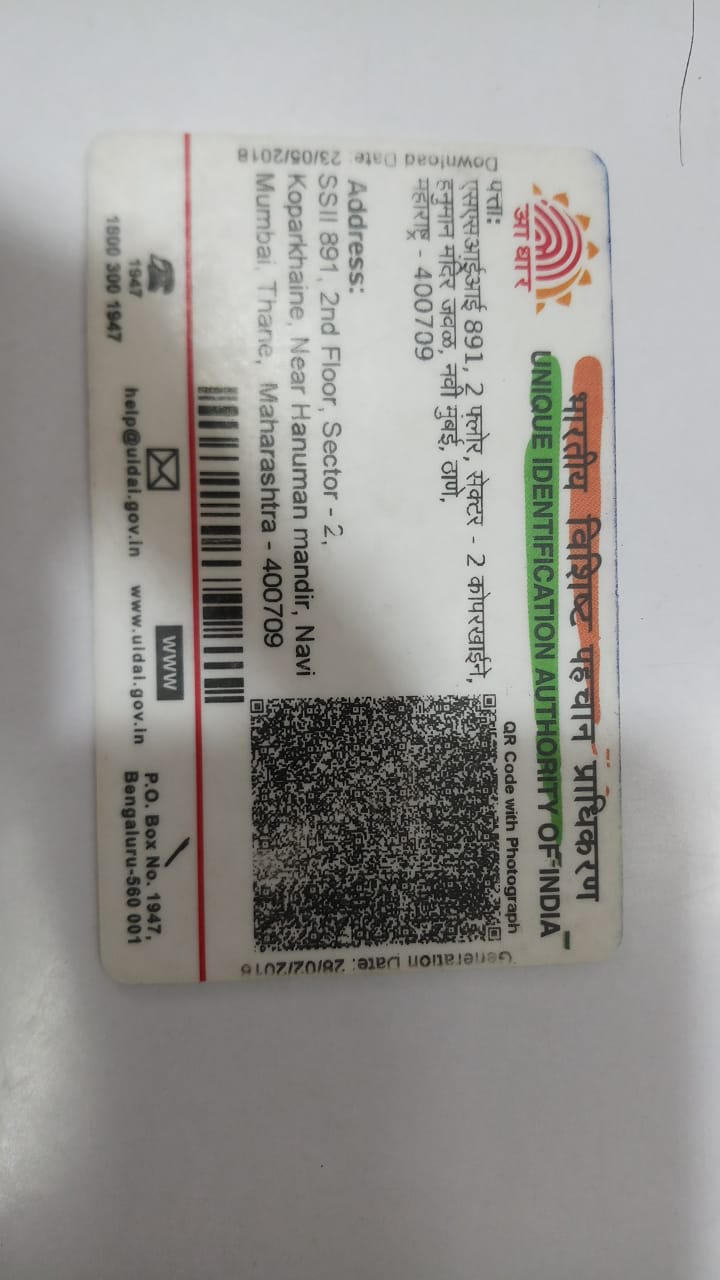 भारतीय विशिष्ट पहचान प्राधिकरण
UNIQUE IDENTIFICATION AUTHORITY OF INDIA
आधार
QR Code with Photograph
पत्ता:
एसएसआईआई 891, 2 फ़्लोर, सेक्टर - 2 कोपरखाईने,
हनुमान मंदिर जवळ, नवी मुंबई, ठाणे,
महाराष्ट्र - 400709
Address:
SSII 891, 2nd Floor, Sector - 2,
Koparkhaine, Near Hanuman mandir, Navi
Mumbai, Thane, Maharashtra - 400709
Download Date: 23/05/2018
Generation Date: 28/02/2018
1947
1800 300 1947
help@uidai.gov.in
WWW
www.uidai.gov.in
P.O. Box No. 1947,
Bengaluru-560 001